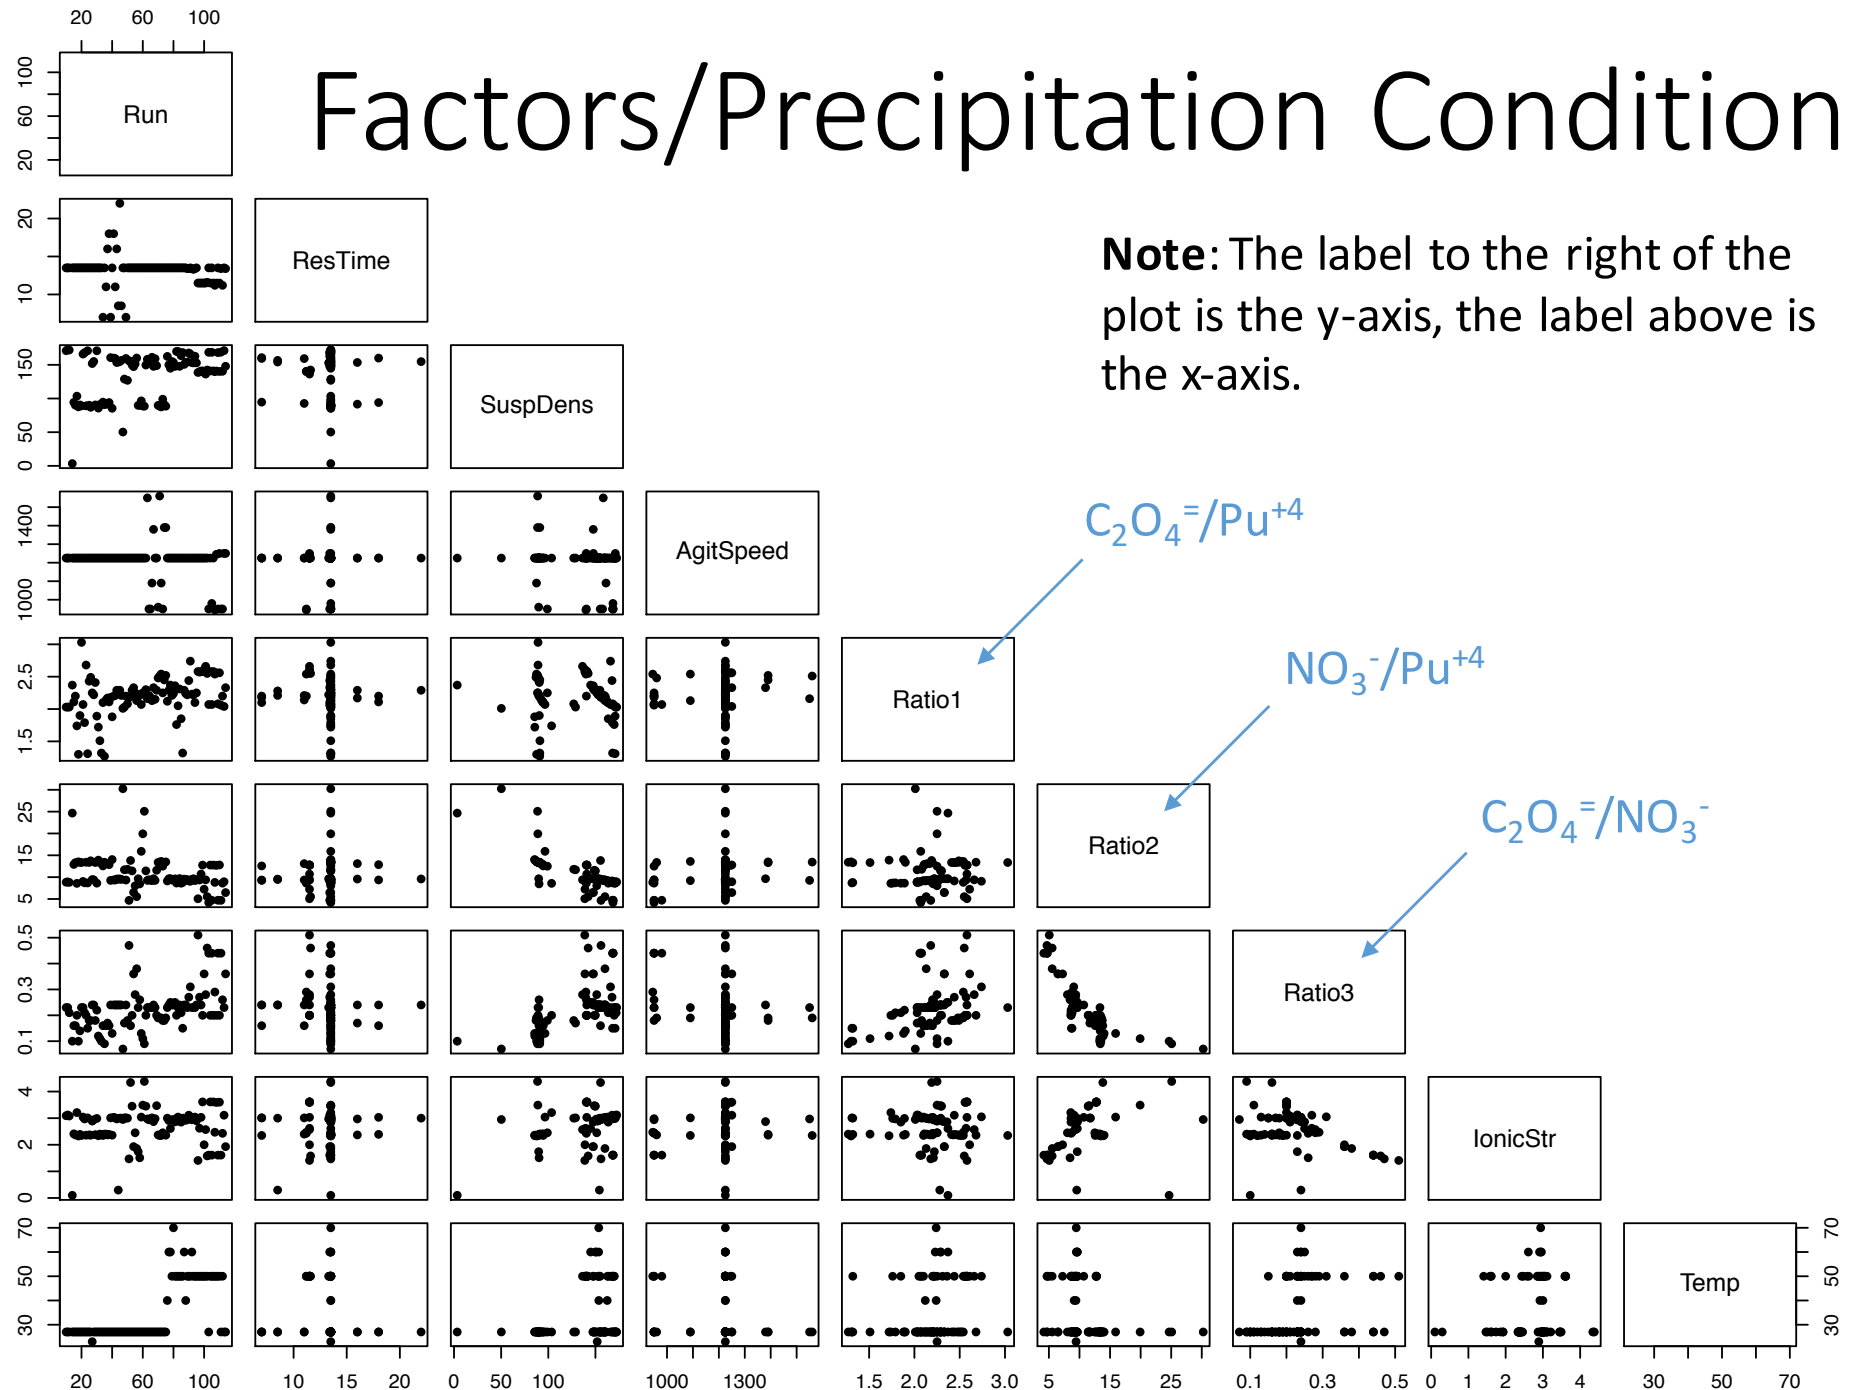 20 60 100
Factors/Precipitation Condition
20 60 100
Run
10 20
ResTime
Note: The label to the right of the
plot is the y-axis, the label above is
the x-axis.
0 50 150
SuspDens
1000 1400
AgitSpeed
C₂O₄⁼/Pu⁺⁴
1.5 2.5
Ratio1
NO₃⁻/Pu⁺⁴
5 15 25
Ratio2
C₂O₄⁼/NO₃⁻
0.1 0.3 0.5
Ratio3
0 2 4
IonicStr
30 50 70
Temp
30 50 70
20 60 100
10 15 20
0 50 100
1000 1300
1.5 2.0 2.5 3.0
5 15 25
0.1 0.3 0.5
0 1 2 3 4
30 50 70